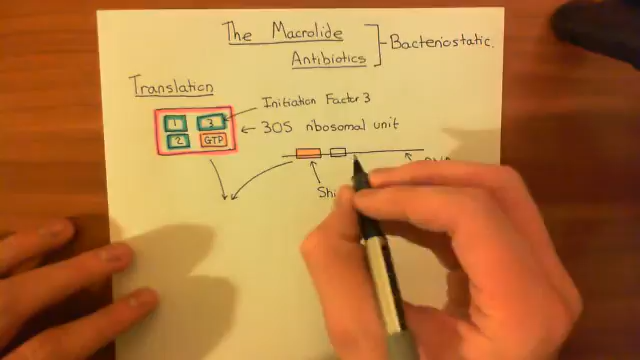 The Macrolide
Antibiotics
Bacteriostatic.
Translation
Initiation Factor 3
1 3
2 GTP
30S ribosomal unit